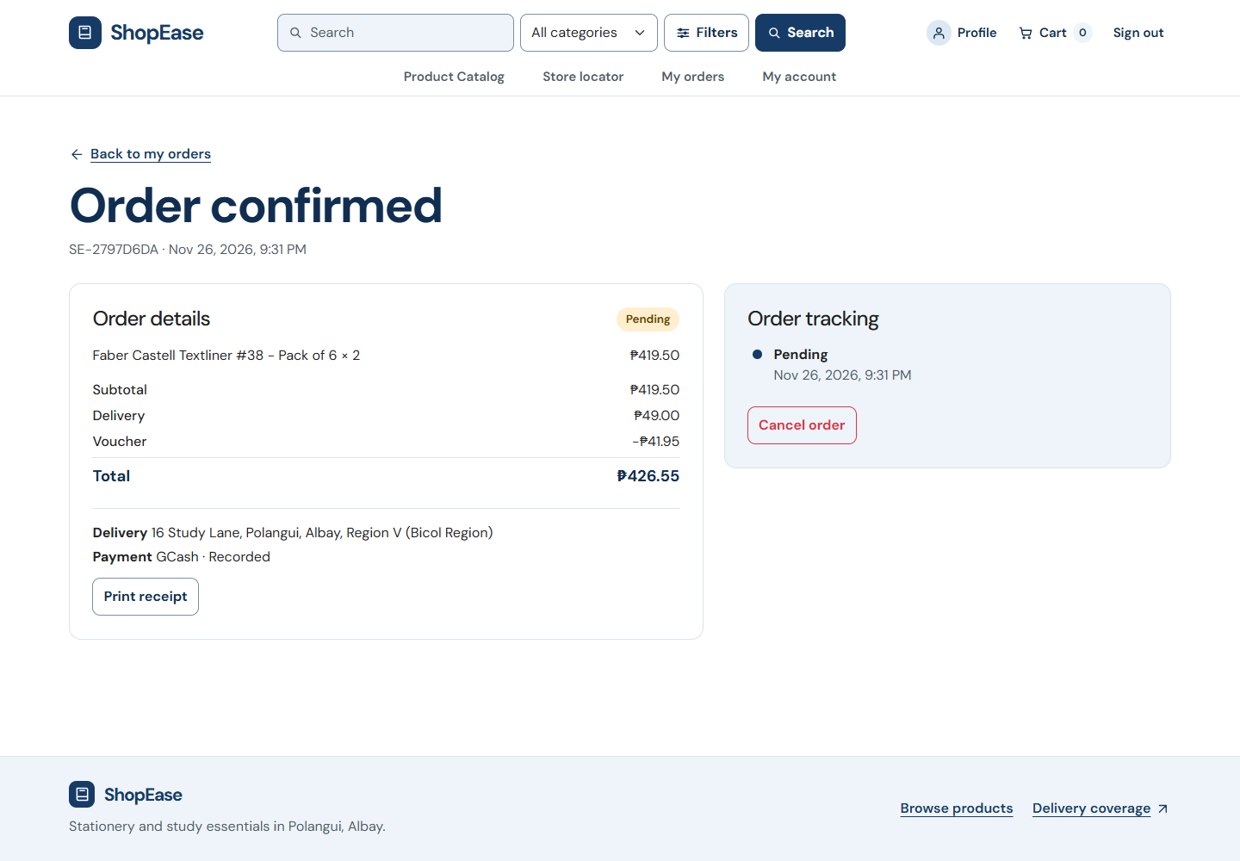 ShopEase
Search
All categories
Filters
Search
Profile
Cart 0
Sign out
Product Catalog
Store locator
My orders
My account
Back to my orders
Order confirmed
SE-2797D6DA · Nov 26, 2026, 9:31 PM
Order details
Pending
Faber Castell Textliner #38 - Pack of 6 × 2 ₱419.50
Subtotal ₱419.50
Delivery ₱49.00
Voucher -₱41.95
Total ₱426.55
Delivery 16 Study Lane, Polangui, Albay, Region V (Bicol Region)
Payment GCash · Recorded
Print receipt
Order tracking
Pending
Nov 26, 2026, 9:31 PM
Cancel order
ShopEase
Stationery and study essentials in Polangui, Albay.
Browse products
Delivery coverage